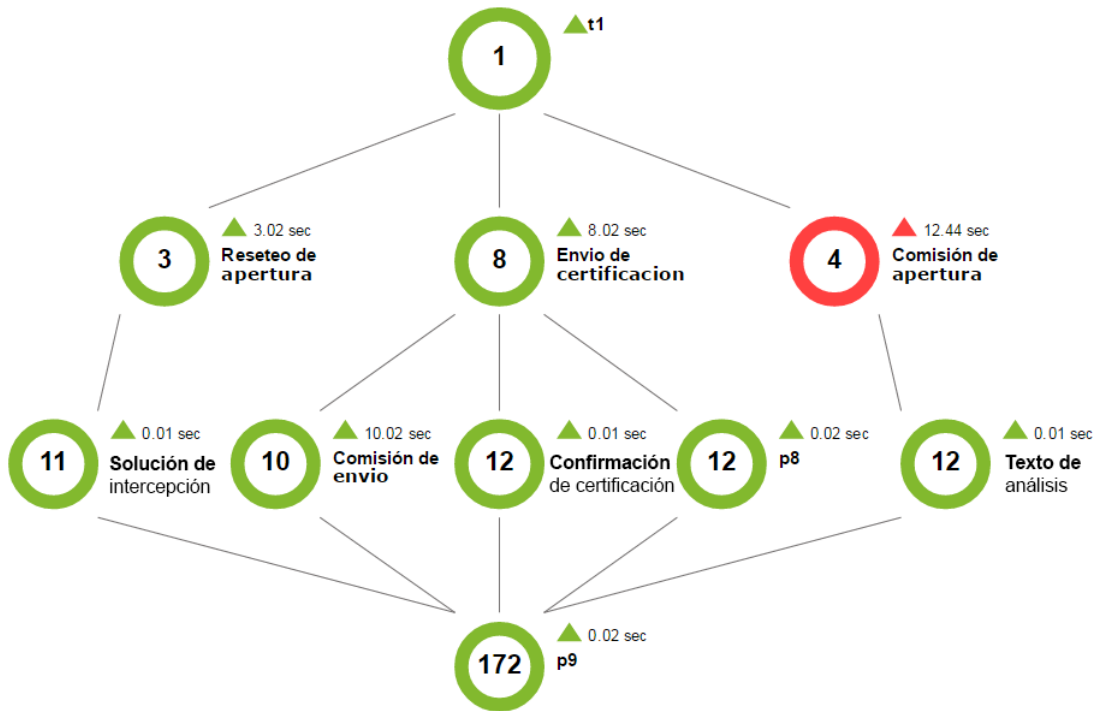 t1
1
3.02 sec
Reseteo de
apertura
3
8.02 sec
Envio de
certificacion
8
12.44 sec
Comisión de
apertura
4
0.01 sec
Solución de
intercepción
11
10.02 sec
Comisión de
envio
10
0.01 sec
Confirmación
de certificación
12
0.02 sec
p8
12
0.01 sec
Texto de
análisis
12
0.02 sec
p9
172